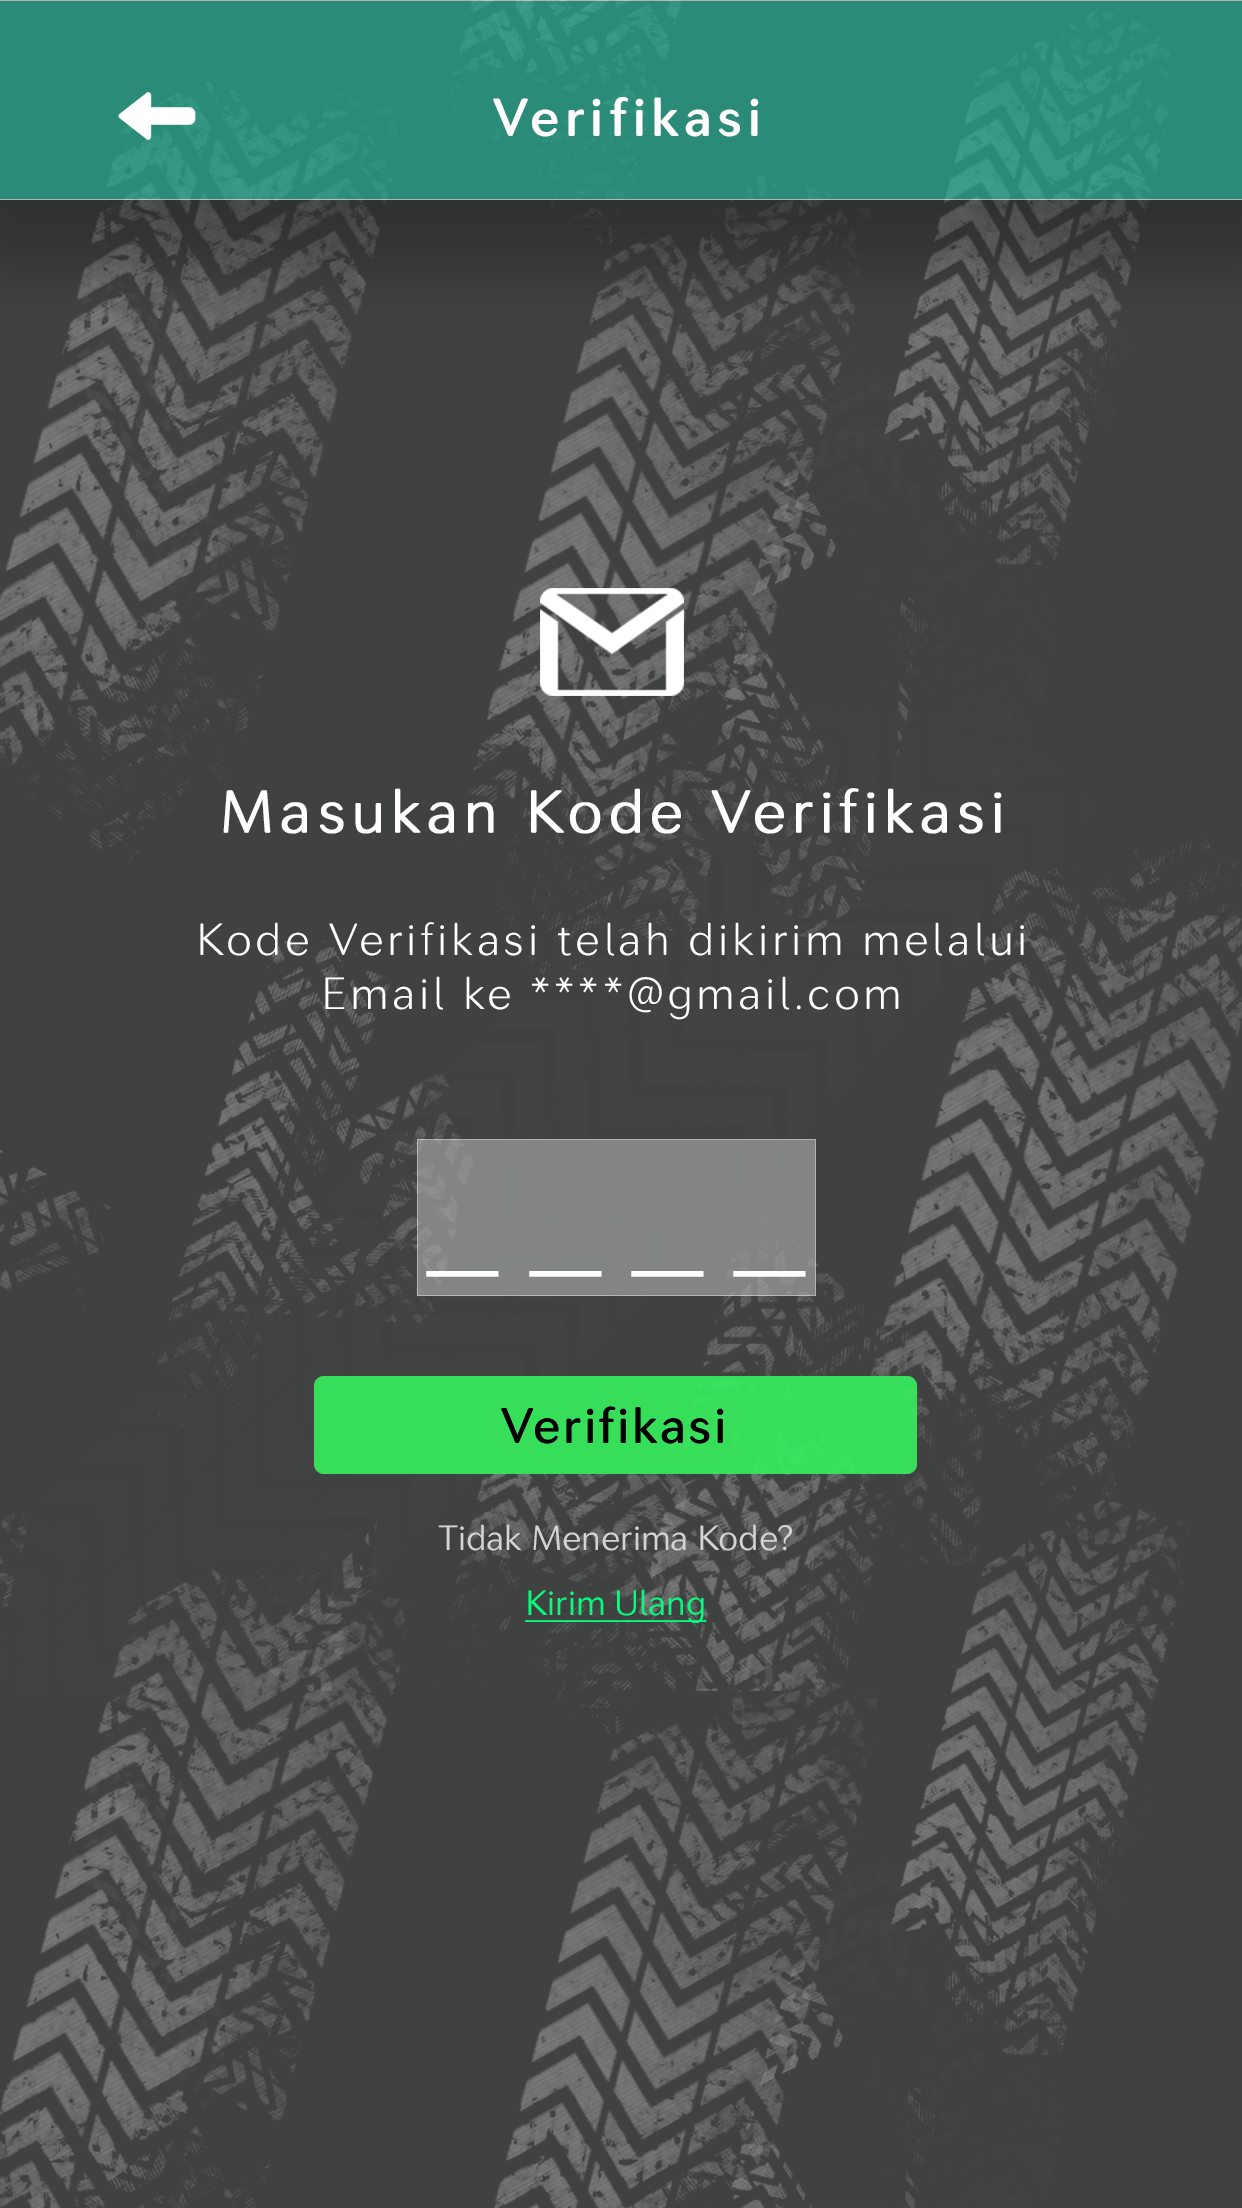 Verifikasi
Masukan Kode Verifikasi
Kode Verifikasi telah dikirim melalui
Email ke ****@gmail.com
Verifikasi
Tidak Menerima Kode?
Kirim Ulang